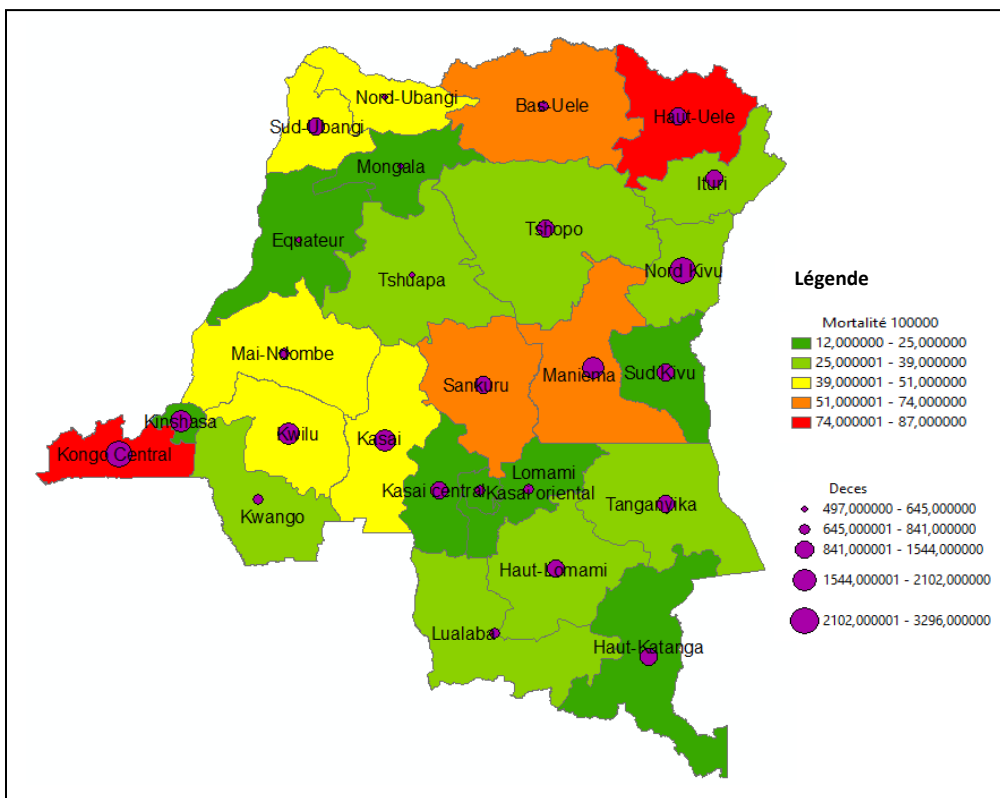 Nord-Ubangi
Bas-Uele
Haut-Uele
Sud-Ubangi
Mongala
Ituri
Equateur
Tshopo
Tshuapa
Nord Kivu
Mai-Ndombe
Sankuru
Maniema
Sud Kivu
Kinshasa
Kwilu
Kasai
Kongo Central
Kasai central
Lomami
Kasai oriental
Kwango
Tanganyika
Haut-Lomami
Lualaba
Haut-Katanga
Légende
Mortalité 100000
12,000000 - 25,000000
25,000001 - 39,000000
39,000001 - 51,000000
51,000001 - 74,000000
74,000001 - 87,000000
Deces
497,000000 - 645,000000
645,000001 - 841,000000
841,000001 - 1544,000000
1544,000001 - 2102,000000
2102,000001 - 3296,000000